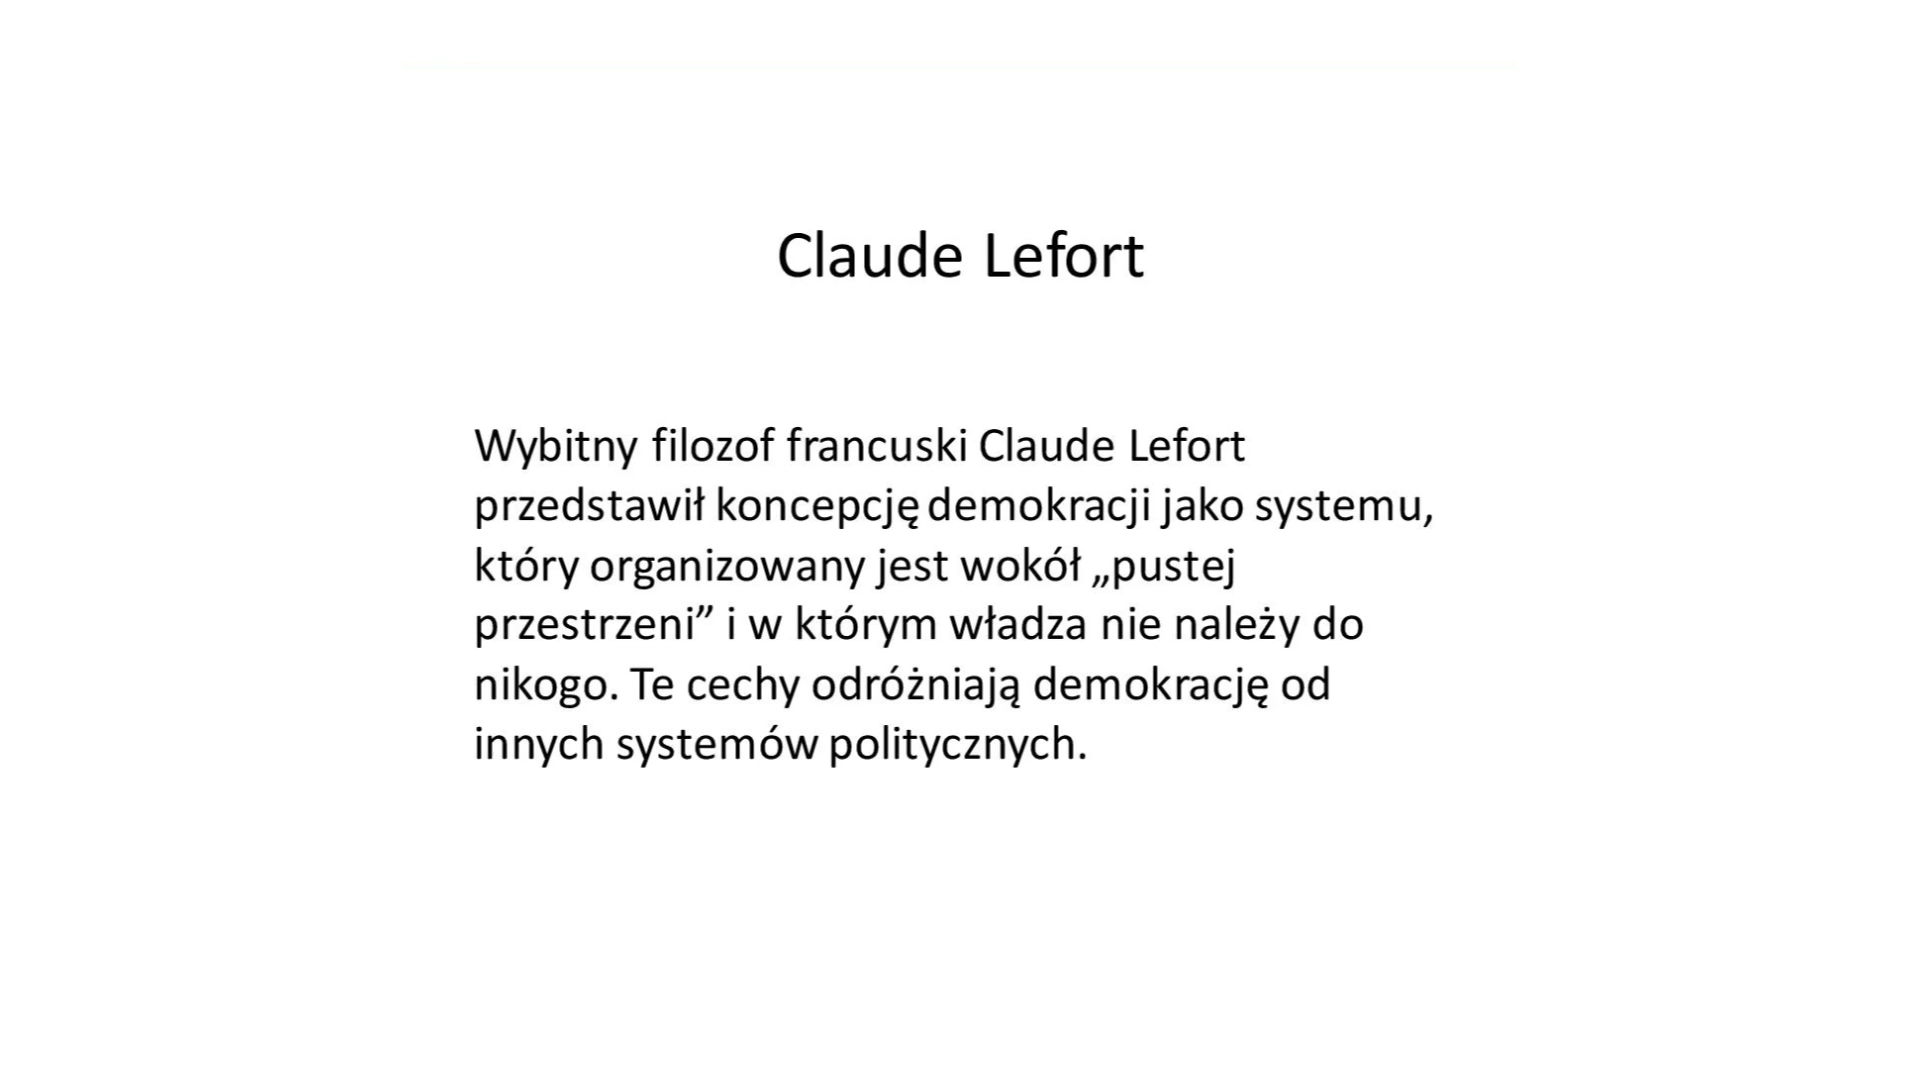 Claude Lefort
Wybitny filozof francuski Claude Lefort
przedstawił koncepcję demokracji jako systemu,
który organizowany jest wokół „pustej
przestrzeni” i w którym władza nie należy do
nikogo. Te cechy odróżniają demokrację od
innych systemów politycznych.